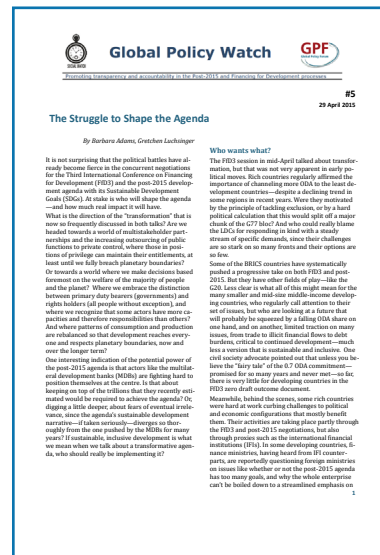 SOCIAL WATCH
Global Policy Watch
GPF
Global Policy Forum
Promoting transparency and accountability in the Post-2015 and Financing for Development processes
#5
29 April 2015
The Struggle to Shape the Agenda
By Barbara Adams, Gretchen Luchsinger
It is not surprising that the political battles have al-
ready become fierce in the concurrent negotiations
for the Third International Conference on Financing
for Development (FfD3) and the post-2015 develop-
ment agenda with its Sustainable Development
Goals (SDGs). At stake is who will shape the agenda
—and how much real impact it will have.
What is the direction of the "transformation" that is
now so frequently discussed in both talks? Are we
headed towards a world of multistakeholder part-
nerships and the increasing outsourcing of public
functions to private control, where those in posi-
tions of privilege can maintain their entitlements, at
least until we fully breach planetary boundaries?
Or towards a world where we make decisions based
foremost on the welfare of the majority of people
and the planet? Where we embrace the distinction
between primary duty bearers (governments) and
rights holders (all people without exception), and
where we recognize that some actors have more ca-
pacities and therefore responsibilities than others?
And where patterns of consumption and production
are rebalanced so that development reaches every-
one and respects planetary boundaries, now and
over the longer term?
One interesting indication of the potential power of
the post-2015 agenda is that actors like the multilat-
eral development banks (MDBs) are fighting hard to
position themselves at the centre. Is that about
keeping on top of the trillions that they recently esti-
mated would be required to achieve the agenda? Or,
digging a little deeper, about fears of eventual irrele-
vance, since the agenda's sustainable development
narrative—if taken seriously—diverges so thor-
oughly from the one pushed by the MDBs for many
years? If sustainable, inclusive development is what
we mean when we talk about a transformative agen-
da, who should really be implementing it?
Who wants what?
The FfD3 session in mid-April talked about transfor-
mation, but that was not very apparent in early po-
litical moves. Rich countries regularly affirmed the
importance of channeling more ODA to the least de-
veloped countries—despite a declining trend in
some regions in recent years. Were they motivated
by the principle of tackling exclusion, or by a hard
political calculation that this would split off a major
chunk of the G77 bloc? And who could really blame
the LDCs for responding in kind with a steady
stream of specific demands, since their challenges
are so stark on so many fronts and their options are
so few.
Some of the BRICS countries have systematically
pushed a progressive take on both FfD3 and post-
2015. But they have other fields of play—like the
G20. Less clear is what all of this might mean for the
many smaller and mid-size middle-income develop-
ing countries, who regularly call attention to their
set of issues, but who are looking at a future that
will probably be squeezed by a falling ODA share on
one hand, and on another, limited traction on many
issues, from trade to illicit financial flows to debt
burdens, critical to continued development—much
less a version that is sustainable and inclusive. One
civil society advocate pointed out that unless you be-
lieve the "fairy tale" of the 0.7 ODA commitment—
promised for so many years and never met—so far,
there is very little for developing countries in the
FfD3 zero draft outcome document.
Meanwhile, behind the scenes, some rich countries
were hard at work curbing challenges to political
and economic configurations that mostly benefit
them. Their activities are taking place partly through
the FfD3 and post-2015 negotiations, but also
through proxies such as the international financial
institutions (IFIs). In some developing countries, fi-
nance ministries, having heard from IFI counter-
parts, are reportedly questioning foreign ministries
on issues like whether or not the post-2015 agenda
has too many goals, and why the whole enterprise
can't be boiled down to a streamlined emphasis on
1